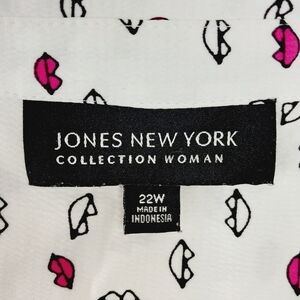 JONES NEW YORK
COLLECTION WOMAN
22W
MADE IN
INDONESIA